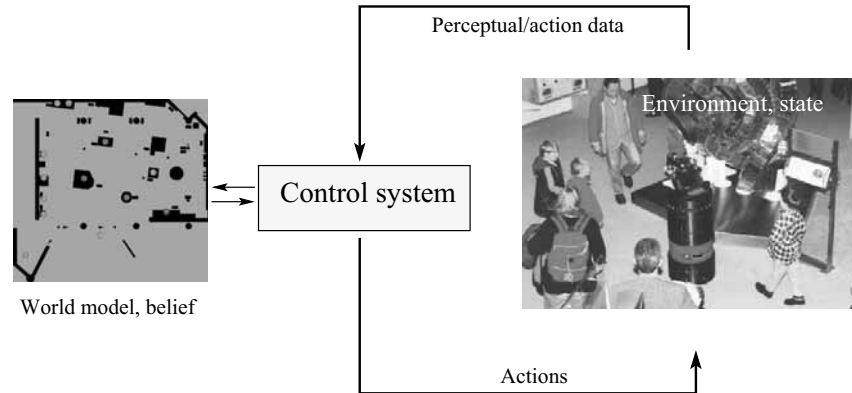 Perceptual/action data
Environment, state
Control system
World model, belief
Actions